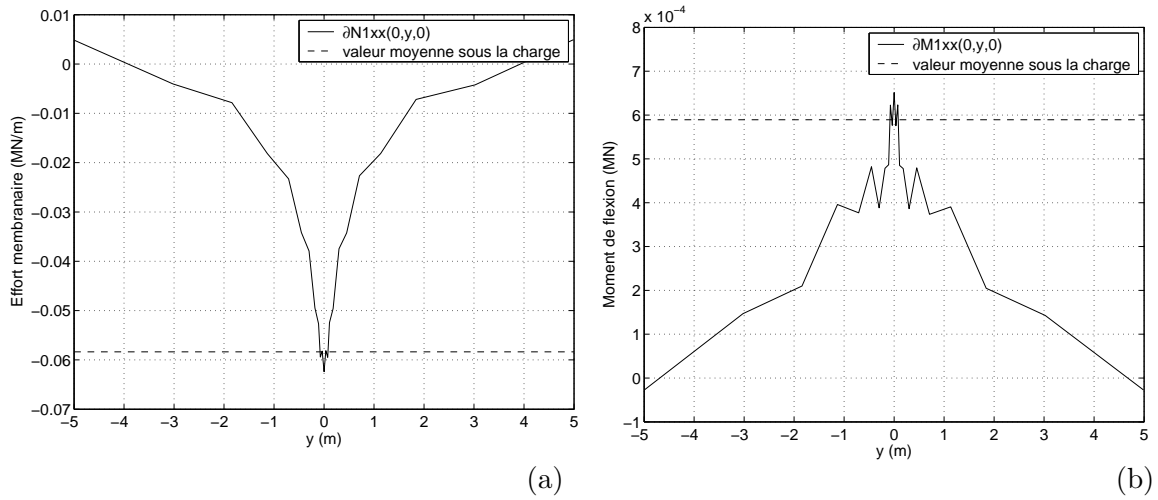 0.01
0
−0.01
−0.02
−0.03
−0.04
−0.05
−0.06
−0.07
Effort membranaire (MN/m)
∂N1xx(0,y,0)
valeur moyenne sous la charge
−5 −4 −3 −2 −1 0 1 2 3 4 5
y (m)
(a)
x 10−4
8
7
6
5
4
3
2
1
0
−1
Moment de flexion (MN)
∂M1xx(0,y,0)
valeur moyenne sous la charge
−5 −4 −3 −2 −1 0 1 2 3 4 5
y (m)
(b)